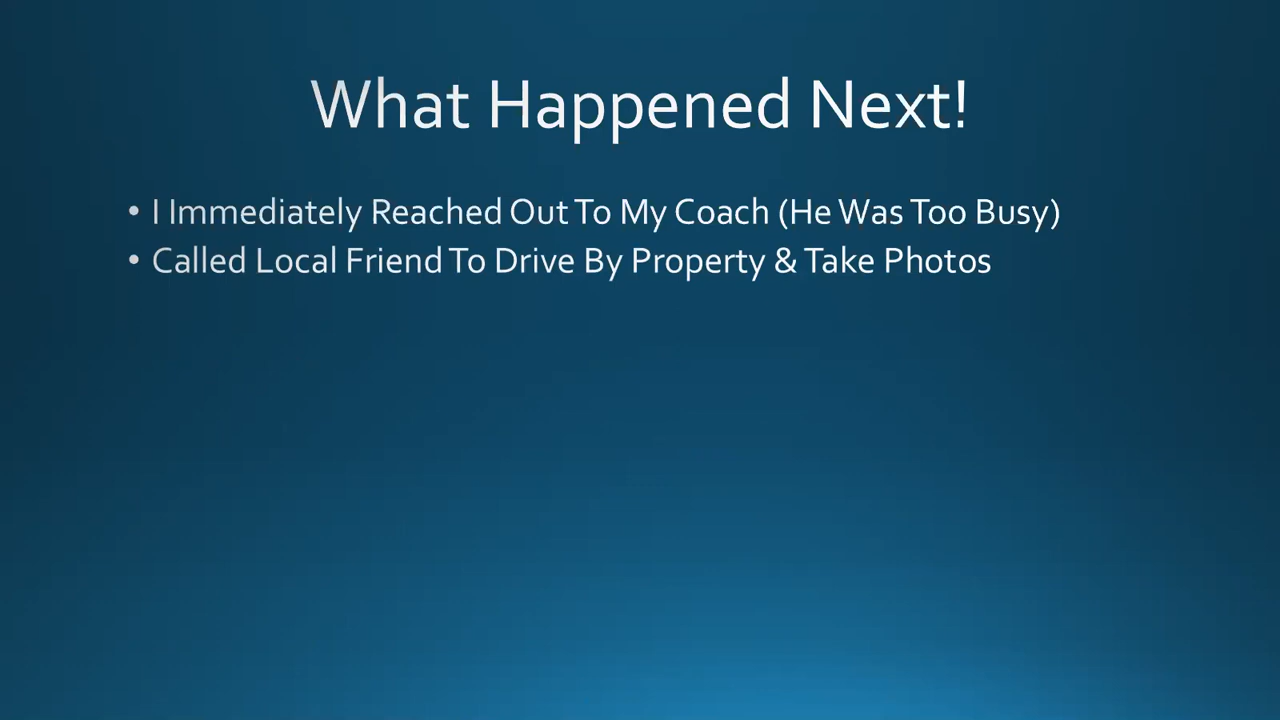 What Happened Next!
• I Immediately Reached Out To My Coach (He Was Too Busy)
• Called Local Friend To Drive By Property & Take Photos